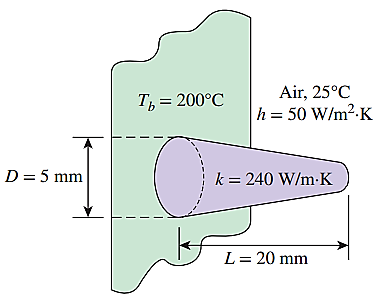 T_b = 200°C
Air, 25°C
h = 50 W/m²·K
D = 5 mm
k = 240 W/m·K
L = 20 mm